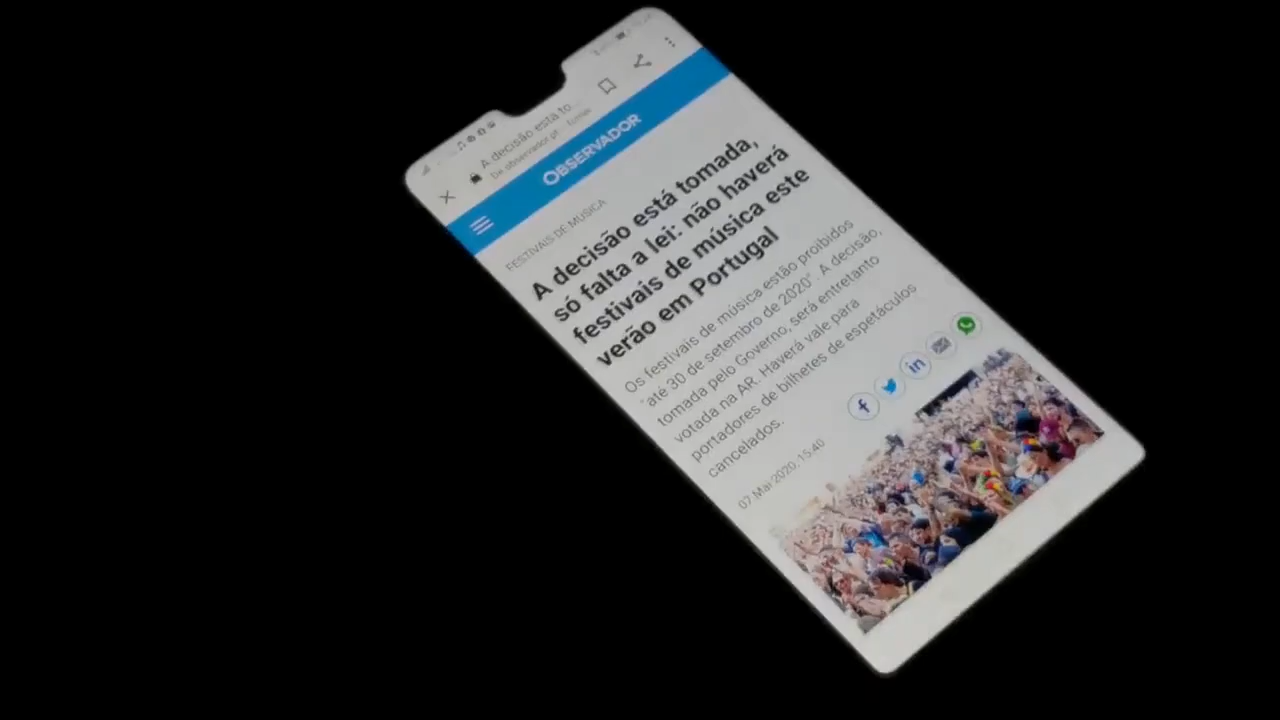 A decisão está to...
De observador.pt
OBSERVADOR
FESTIVAIS DE MÚSICA
A decisão está tomada,
só falta a lei: não haverá
festivais de música este
verão em Portugal
Os festivais de música estão proibidos
"até 30 de setembro de 2020". A decisão,
tomada pelo Governo, será entretanto
votada na AR. Haverá vale para
portadores de bilhetes de espetáculos
cancelados.
07 Mai 2020, 15:40